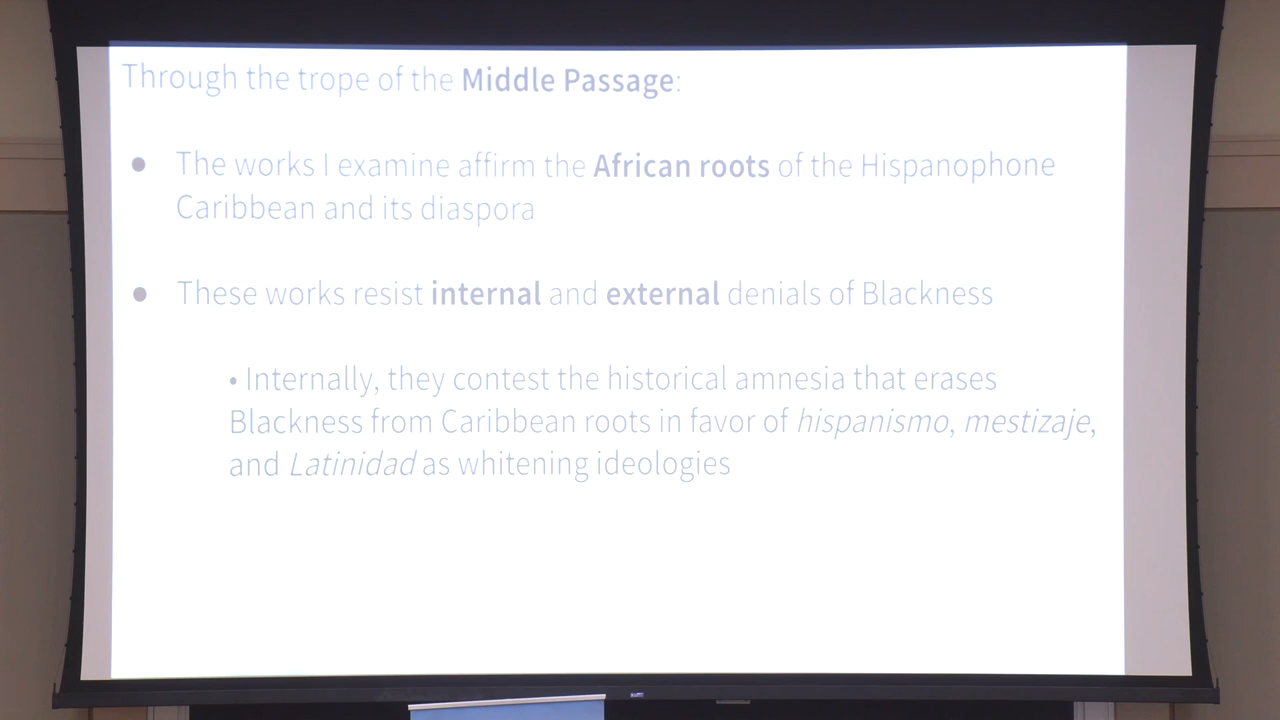 Through the trope of the Middle Passage:
● The works I examine affirm the African roots of the Hispanophone
Caribbean and its diaspora
● These works resist internal and external denials of Blackness
• Internally, they contest the historical amnesia that erases
Blackness from Caribbean roots in favor of hispanismo, mestizaje,
and Latinidad as whitening ideologies